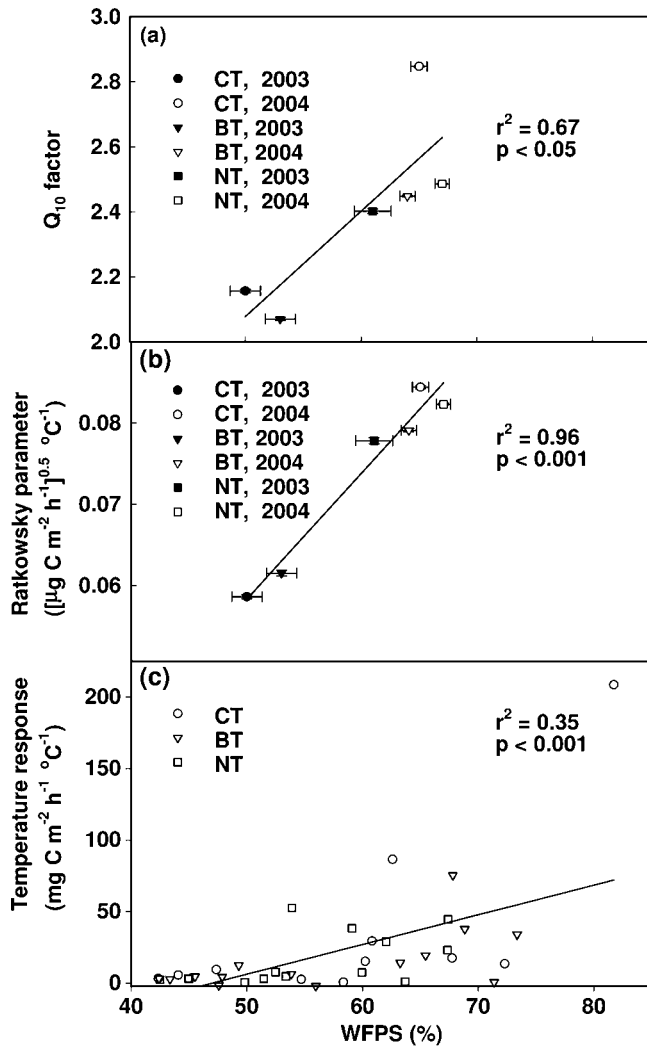 (a)
3.0
2.8
2.6
2.4
2.2
2.0
Q10 factor
CT, 2003
CT, 2004
BT, 2003
BT, 2004
NT, 2003
NT, 2004
r² = 0.67
p < 0.05
(b)
0.08
0.07
0.06
Ratkowsky parameter
([µg C m⁻² h⁻¹]⁰·⁵ ºC⁻¹)
CT, 2003
CT, 2004
BT, 2003
BT, 2004
NT, 2003
NT, 2004
r² = 0.96
p < 0.001
(c)
200
150
100
50
0
Temperature response
(mg C m⁻² h⁻¹ ºC⁻¹)
CT
BT
NT
r² = 0.35
p < 0.001
40 50 60 70 80
WFPS (%)